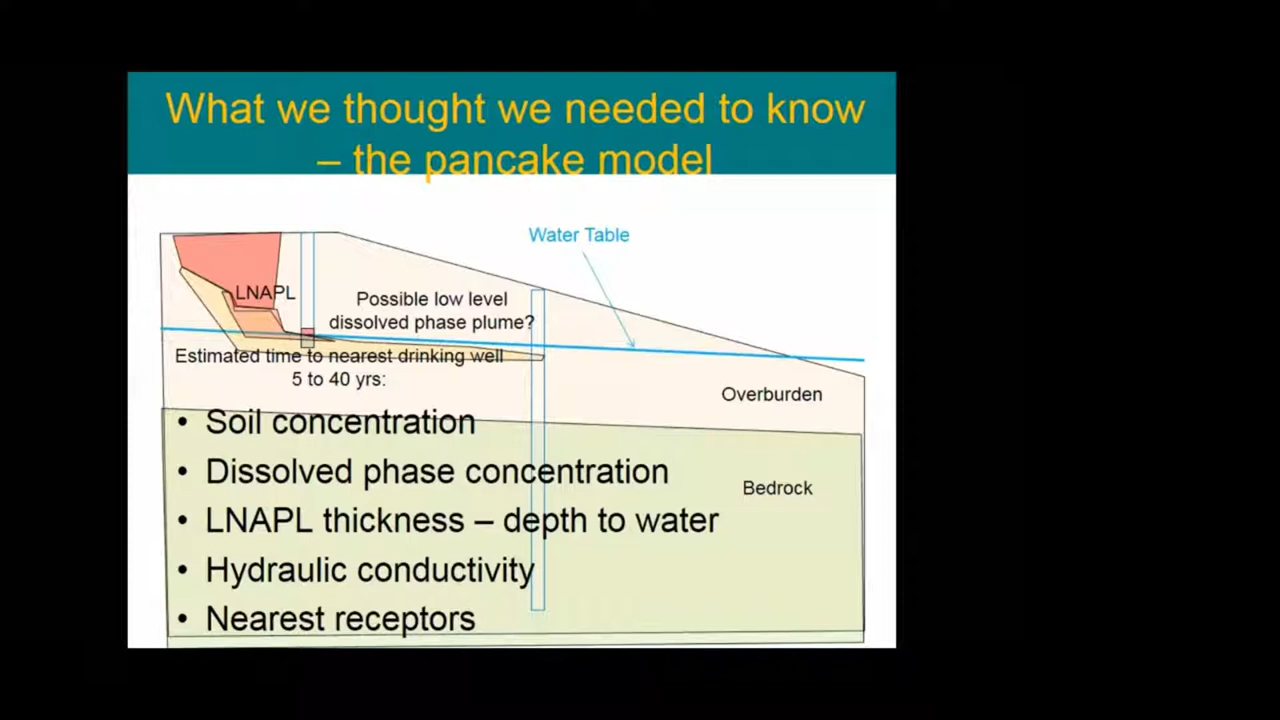 What we thought we needed to know
– the pancake model
Water Table
LNAPL
Possible low level
dissolved phase plume?
Estimated time to nearest drinking well
5 to 40 yrs:
Overburden
• Soil concentration
• Dissolved phase concentration
Bedrock
• LNAPL thickness – depth to water
• Hydraulic conductivity
• Nearest receptors